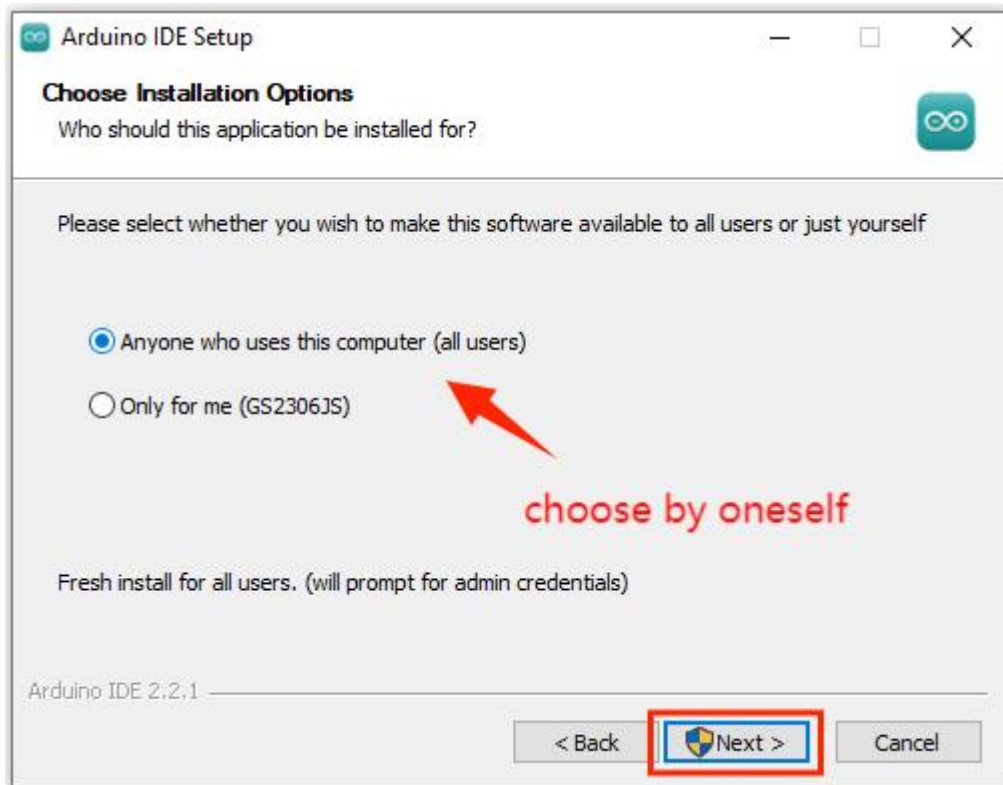 Arduino IDE Setup
Choose Installation Options
Who should this application be installed for?
Please select whether you wish to make this software available to all users or just yourself
Anyone who uses this computer (all users)
Only for me (GS2306JS)
choose by oneself
Fresh install for all users. (will prompt for admin credentials)
Arduino IDE 2.2.1
< Back Next > Cancel